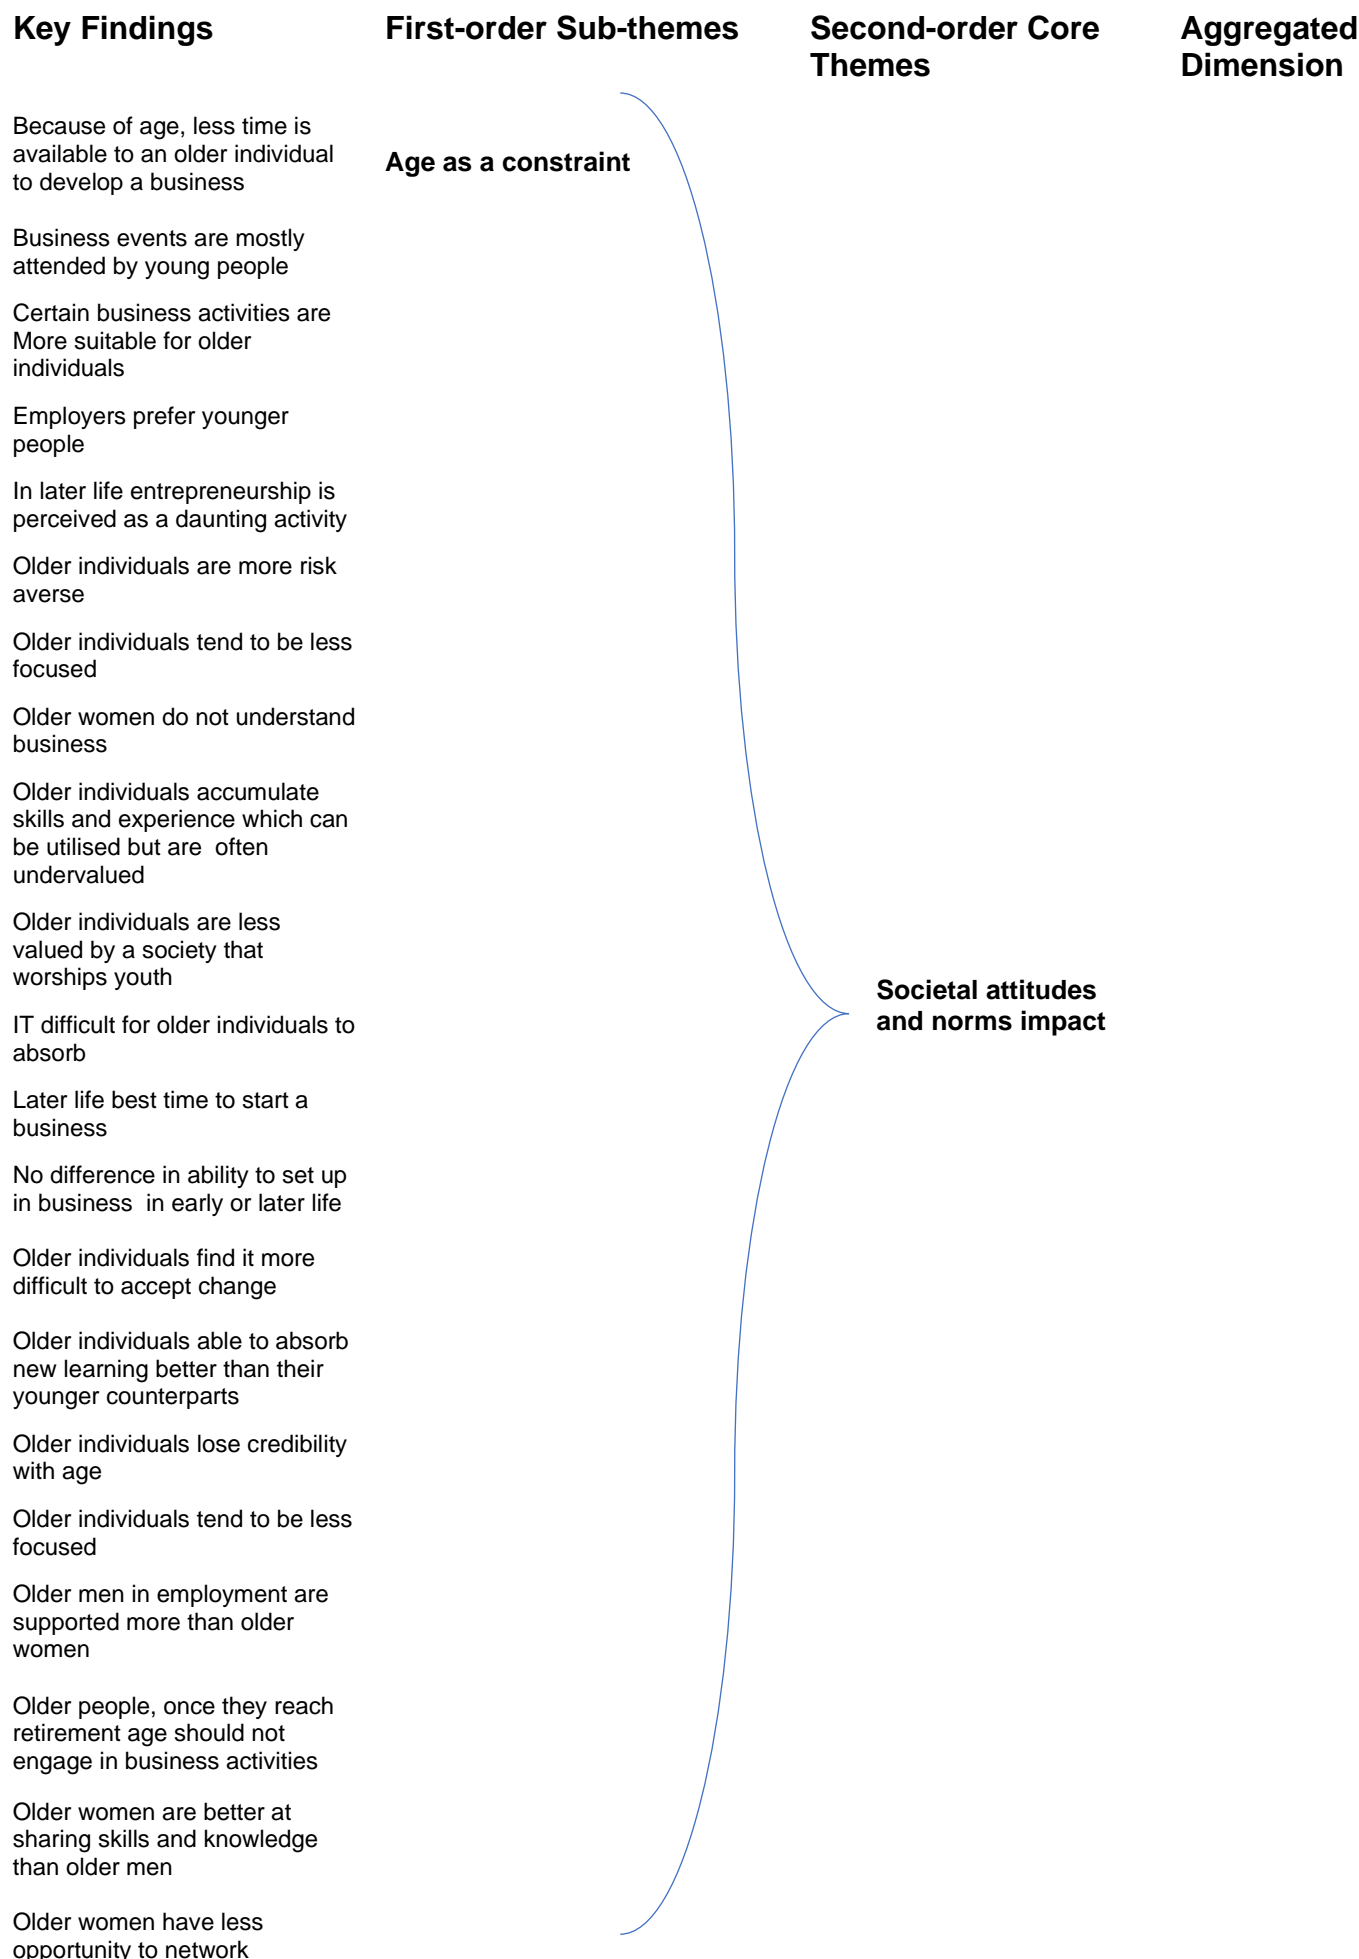 Key Findings
First-order Sub-themes
Second-order Core
Themes
Aggregated
Dimension
Because of age, less time is
available to an older individual
to develop a business
Age as a constraint
Business events are mostly
attended by young people
Certain business activities are
More suitable for older
individuals
Employers prefer younger
people
In later life entrepreneurship is
perceived as a daunting activity
Older individuals are more risk
averse
Older individuals tend to be less
focused
Older women do not understand
business
Older individuals accumulate
skills and experience which can
be utilised but are  often
undervalued
Older individuals are less
valued by a society that
worships youth
Societal attitudes
and norms impact
IT difficult for older individuals to
absorb
Later life best time to start a
business
No difference in ability to set up
in business  in early or later life
Older individuals find it more
difficult to accept change
Older individuals able to absorb
new learning better than their
younger counterparts
Older individuals lose credibility
with age
Older individuals tend to be less
focused
Older men in employment are
supported more than older
women
Older people, once they reach
retirement age should not
engage in business activities
Older women are better at
sharing skills and knowledge
than older men
Older women have less
opportunity to network